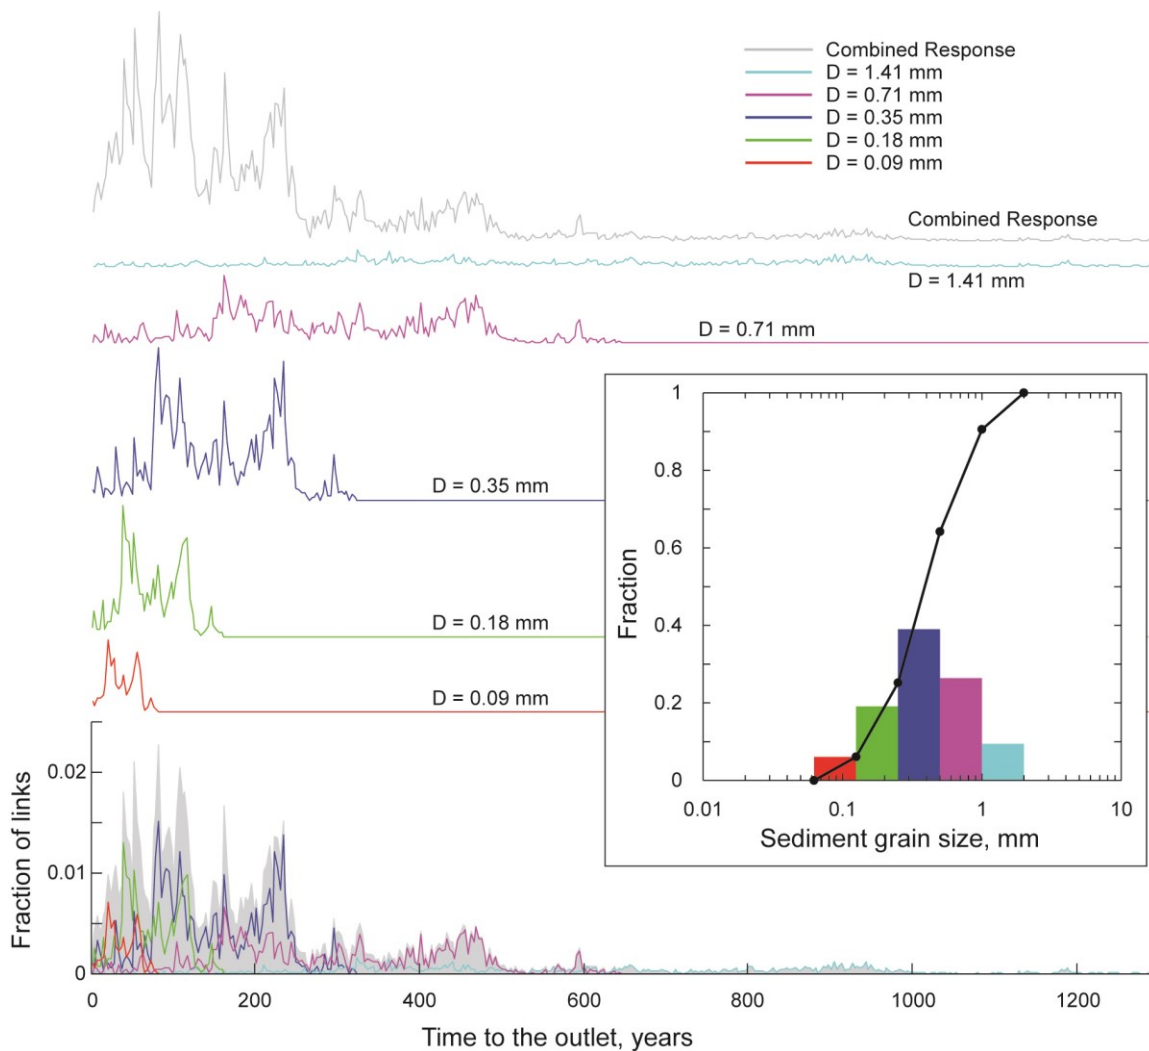 Combined Response
D = 1.41 mm
D = 0.71 mm
D = 0.35 mm
D = 0.18 mm
D = 0.09 mm
Combined Response
D = 1.41 mm
D = 0.71 mm
D = 0.35 mm
D = 0.18 mm
D = 0.09 mm
1
0.8
0.6
0.4
0.2
0
Fraction
0.01 0.1 1 10
Sediment grain size, mm
0.02
0.01
0
Fraction of links
0 200 400 600 800 1000 1200
Time to the outlet, years